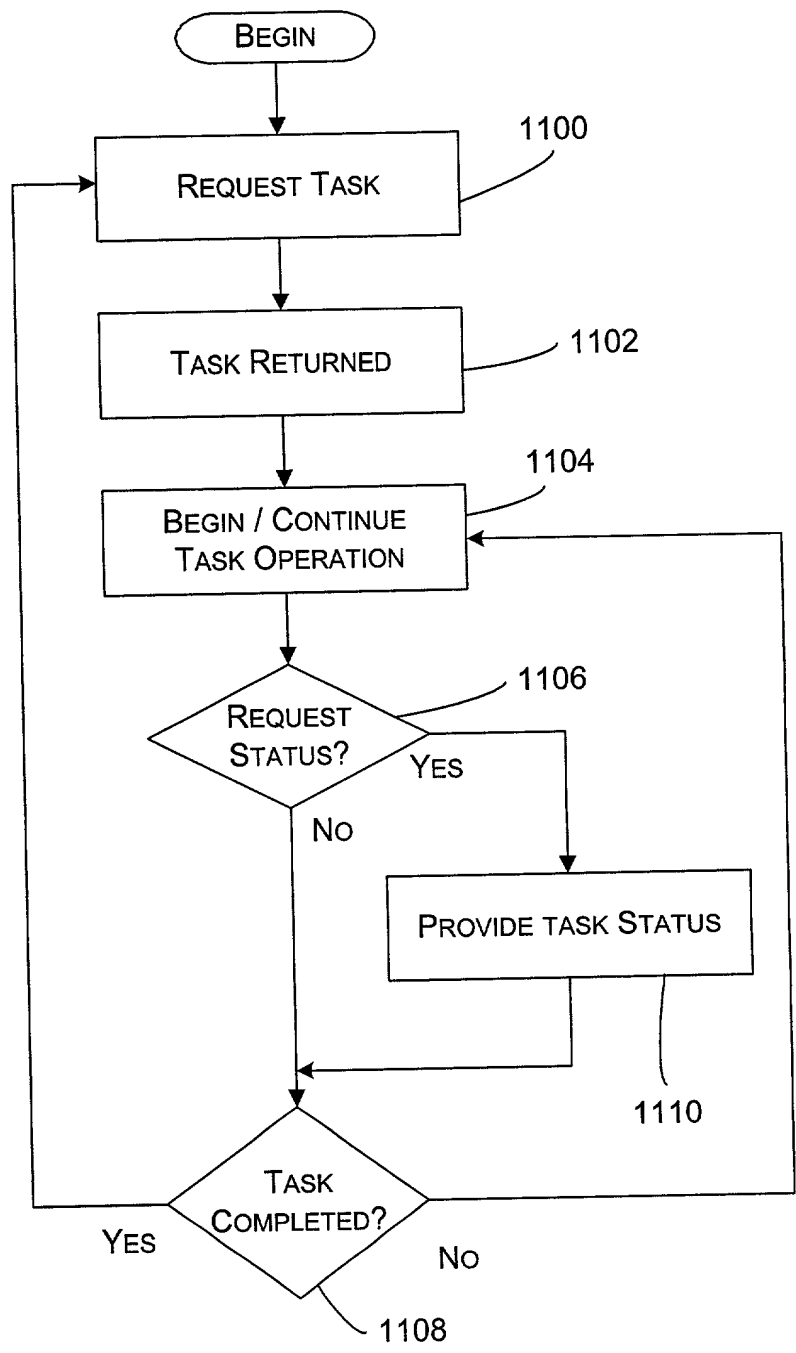 BEGIN
1100
REQUEST TASK
1102
TASK RETURNED
1104
BEGIN / CONTINUE
TASK OPERATION
1106
REQUEST
STATUS?
YES
NO
PROVIDE TASK STATUS
1110
TASK
COMPLETED?
YES
NO
1108